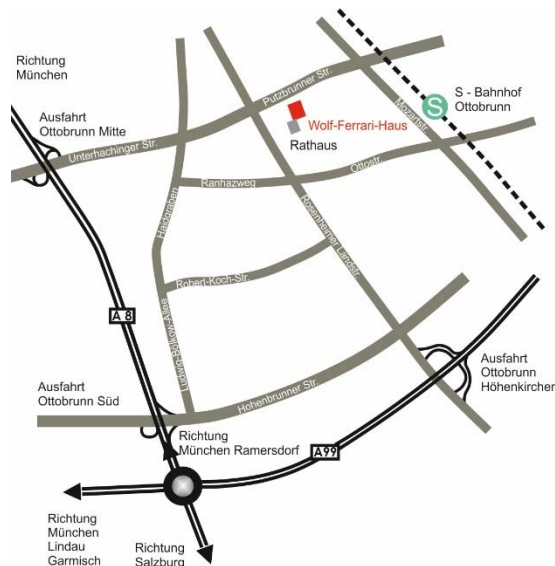 Richtung
München
Ausfahrt
Ottobrunn Mitte
Putzbrunner Str.
S - Bahnhof
Ottobrunn
S
Mozartstr.
Wolf-Ferrari-Haus
Rathaus
Unterhachinger Str.
Haidgraben
Ranhazweg
Ottostr.
Rosenheimer Landstr.
Robert-Koch-Str.
A 8
Ludwig-Bölkow-Allee
Ausfahrt
Ottobrunn
Höhenkirchen
Ausfahrt
Ottobrunn Süd
Hohenbrunner Str.
Richtung
München Ramersdorf
A99
Richtung
München
Lindau
Garmisch
Richtung
Salzburg